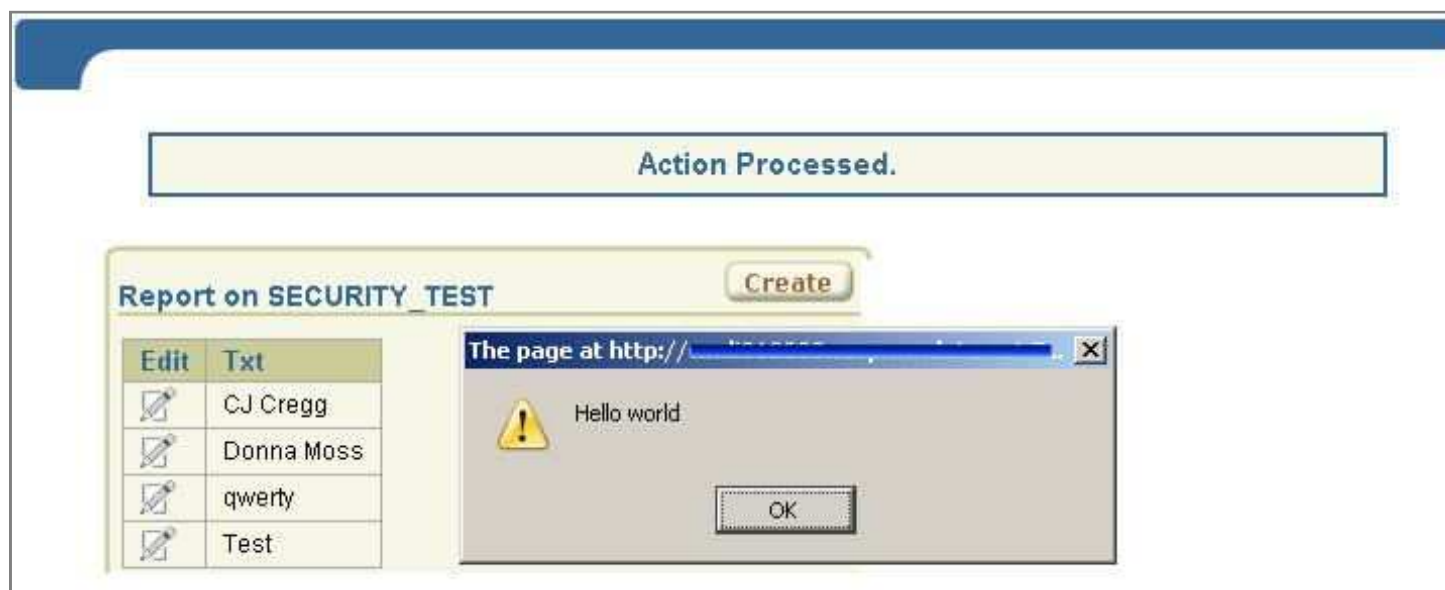 Action Processed.
Report on SECURITY_TEST
Create
Edit Txt
CJ Cregg
Donna Moss
qwerty
Test
The page at http://
Hello world
OK